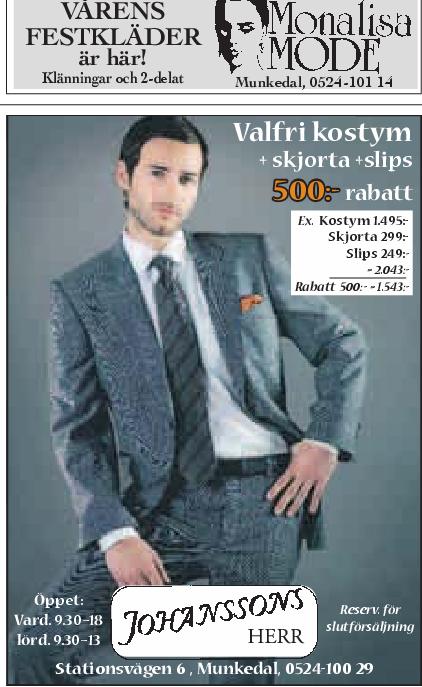 VÅRENS
FESTKLÄDER
är här!
Klänningar och 2-delat
Monalisa
MODE
Munkedal, 0524-101 14
Valfri kostym
+ skjorta +slips
500:- rabatt
Ex. Kostym 1.495:-
Skjorta 299:-
Slips 249:-
= 2.043:-
Rabatt 500:- = 1.543:-
Öppet:
Vard. 9.30-18
lörd. 9.30-13
JOHANSSONS
HERR
Reserv. för
slutförsäljning
Stationsvägen 6 , Munkedal, 0524-100 29